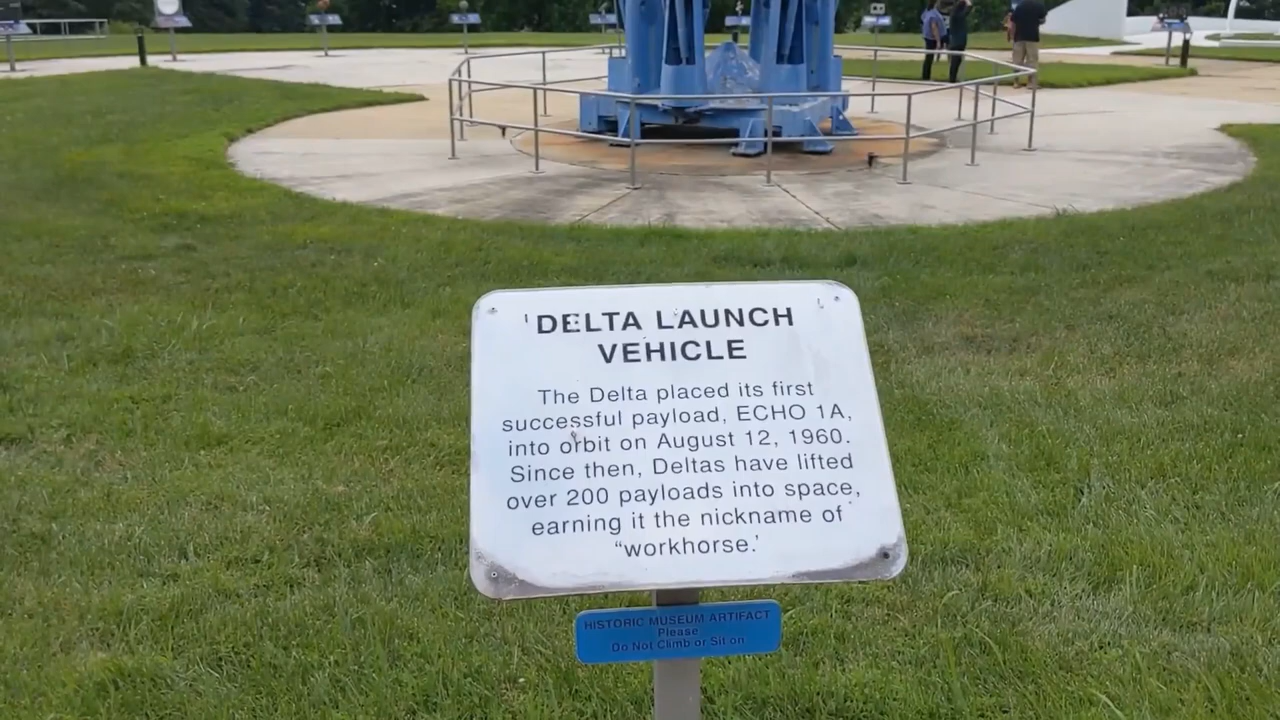 DELTA LAUNCH
VEHICLE
The Delta placed its first
successful payload, ECHO 1A,
into orbit on August 12, 1960.
Since then, Deltas have lifted
over 200 payloads into space,
earning it the nickname of
“workhorse.’
HISTORIC MUSEUM ARTIFACT
Please
Do Not Climb or Sit on